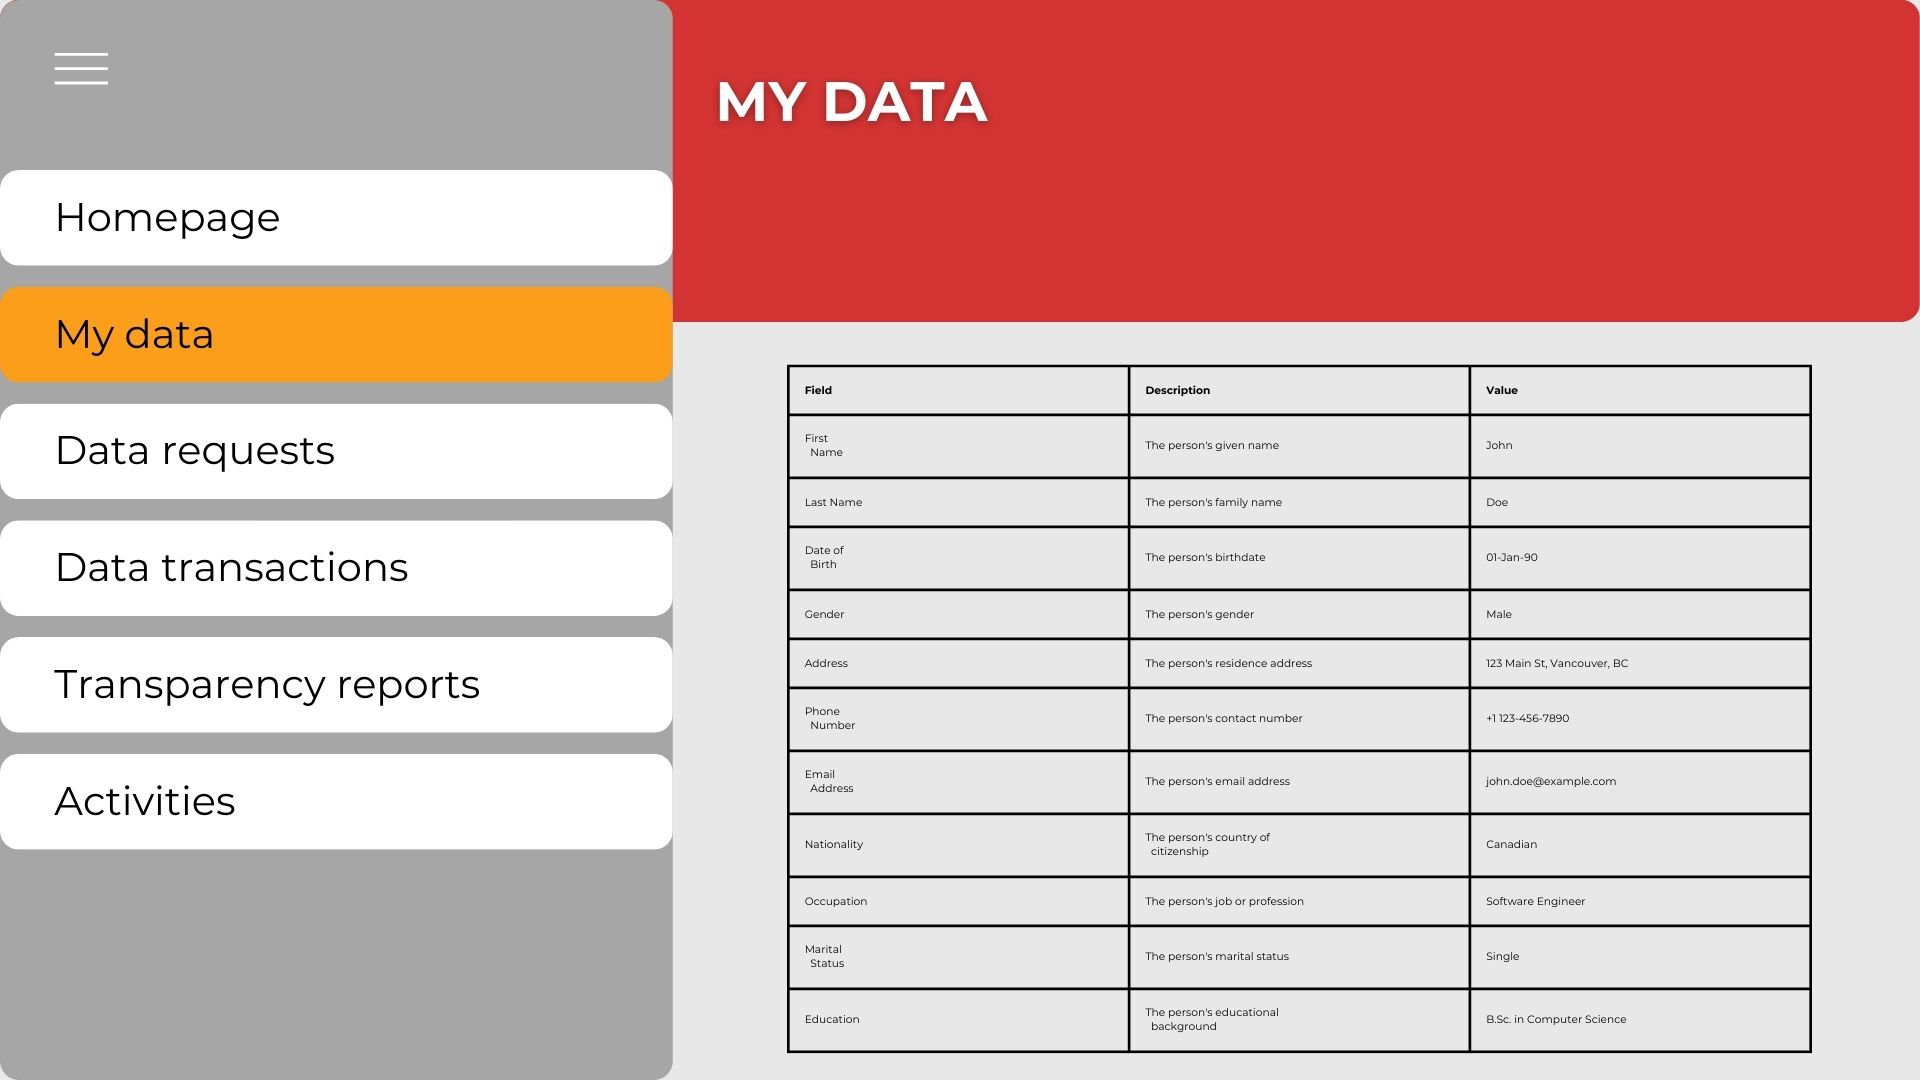 MY DATA
Homepage
My data
Data requests
Data transactions
Transparency reports
Activities
Field Description Value
First
Name
The person's given name
John
Last Name The person's family name Doe
Date of
Birth
The person's birthdate
01-Jan-90
Gender The person's gender Male
Address The person's residence address 123 Main St, Vancouver, BC
Phone
Number
The person's contact number
+1 123-456-7890
Email
Address
The person's email address
john.doe@example.com
Nationality
The person's country of
citizenship
Canadian
Occupation The person's job or profession Software Engineer
Marital
Status
The person's marital status
Single
Education
The person's educational
background
B.Sc. in Computer Science